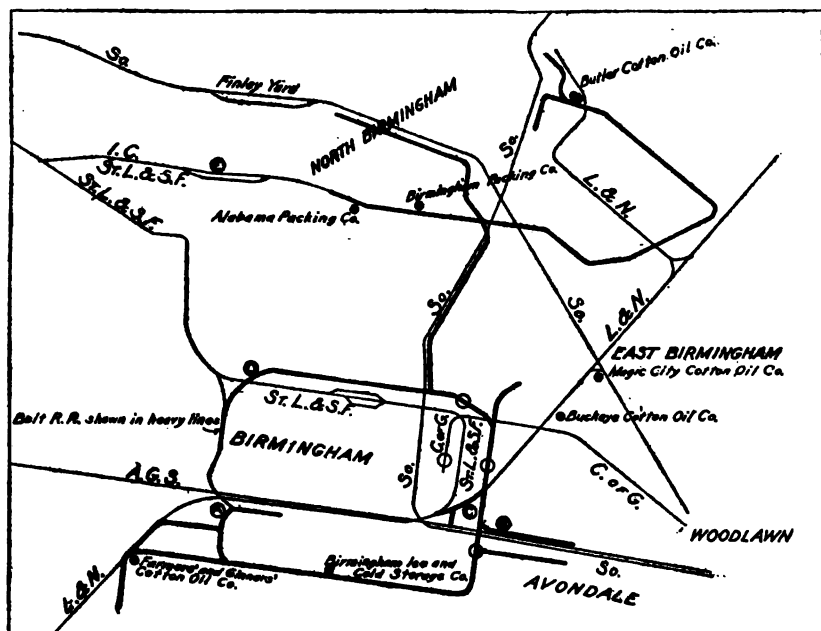 So.
Finley Yard
NORTH BIRMINGHAM
Butler Cotton Oil Co.
So.
I.C.
St.L.&S.F.
St.L.&S.F.
Alabama Packing Co.
Birmingham Packing Co.
L.&N.
So.
So.
L.&N.
EAST BIRMINGHAM
Magic City Cotton Oil Co.
St.L.&S.F.
Buckeye Cotton Oil Co.
Belt R.R. shown in heavy lines
BIRMINGHAM
C.of G.
St.L.&S.F.
So.
A.G.S.
C. of G.
WOODLAWN
Farmers' and Ginners'
Cotton Oil Co.
Birmingham Ice and
Cold Storage Co.
So.
AVONDALE
L.&N.